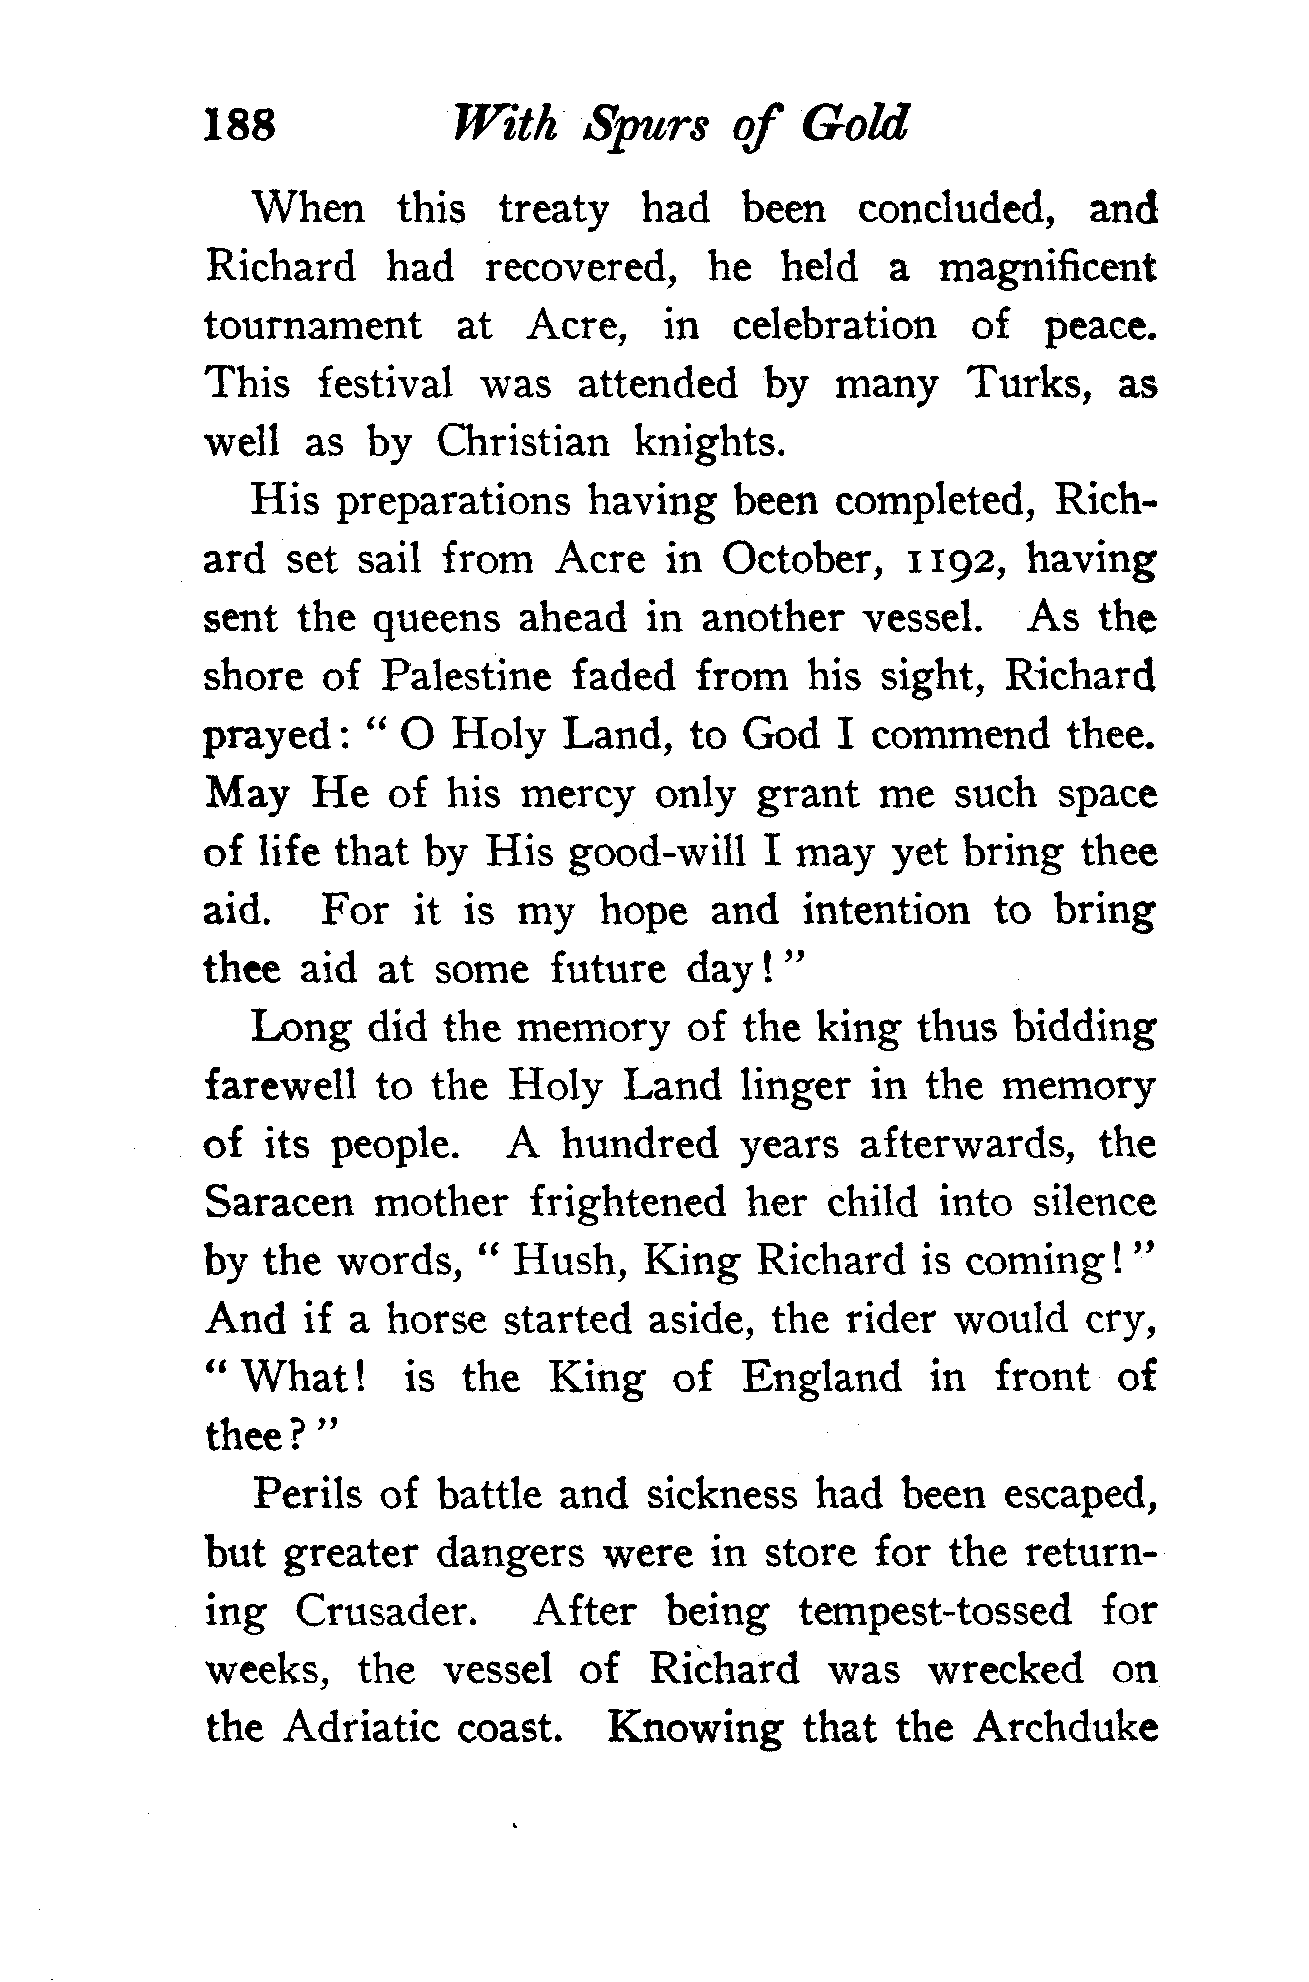 188 With Spurs of Gold
When this treaty had been concluded, and
Richard had recovered, he held a magnificent
tournament at Acre, in celebration of peace.
This festival was attended by many Turks, as
well as by Christian knights.
His preparations having been completed, Rich-
ard set sail from Acre in October, 1192, having
sent the queens ahead in another vessel. As the
shore of Palestine faded from his sight, Richard
prayed: " O Holy Land, to God I commend thee.
May He of his mercy only grant me such space
of life that by His good-will I may yet bring thee
aid. For it is my hope and intention to bring
thee aid at some future day! "
Long did the memory of the king thus bidding
farewell to the Holy Land linger in the memory
of its people. A hundred years afterwards, the
Saracen mother frightened her child into silence
by the words, " Hush, King Richard is coming! "
And if a horse started aside, the rider would cry,
" What! is the King of England in front of
thee? "
Perils of battle and sickness had been escaped,
but greater dangers were in store for the return-
ing Crusader. After being tempest-tossed for
weeks, the vessel of Richard was wrecked on
the Adriatic coast. Knowing that the Archduke